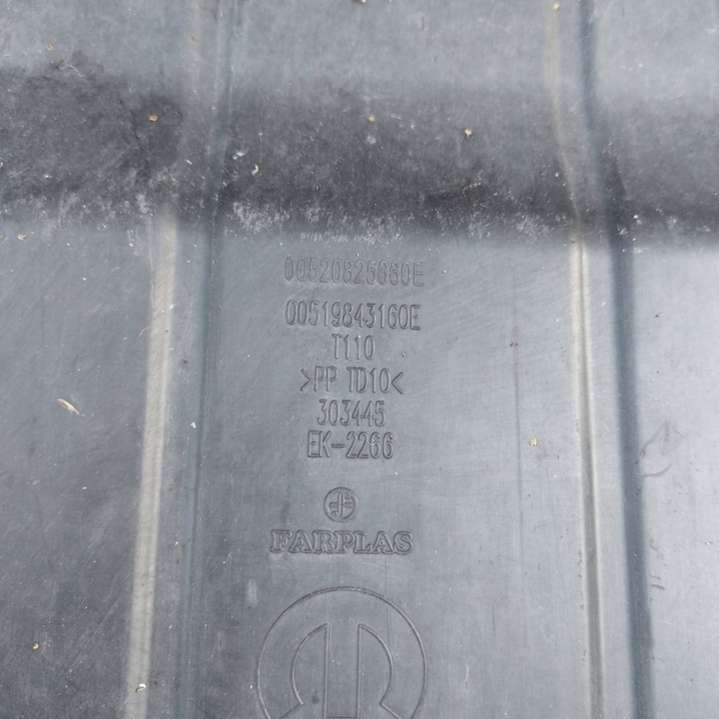 00520825680E
00519843160E
T110
>PP TD10<
303445
EK-2266
FARPLAS